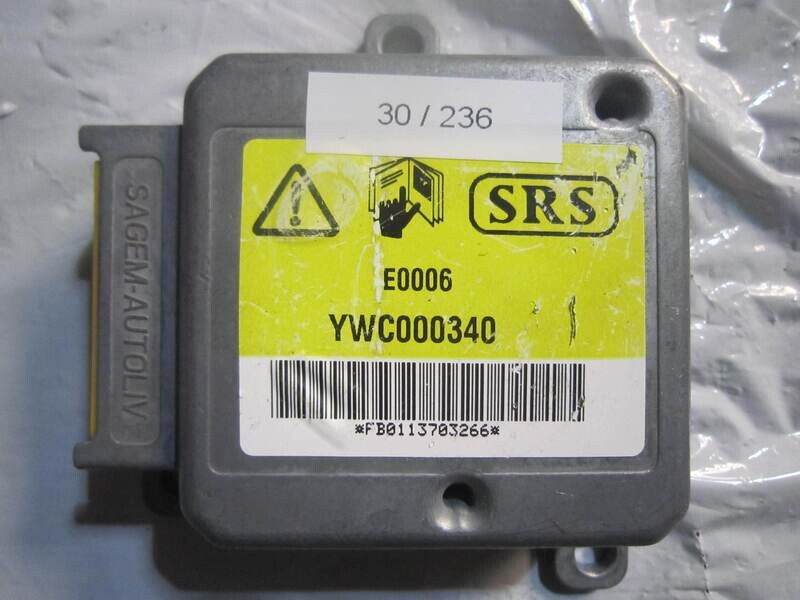 30 / 236
SRS
E0006
YWC000340
*FB0113703266*
SAGEM-AUTOLIV